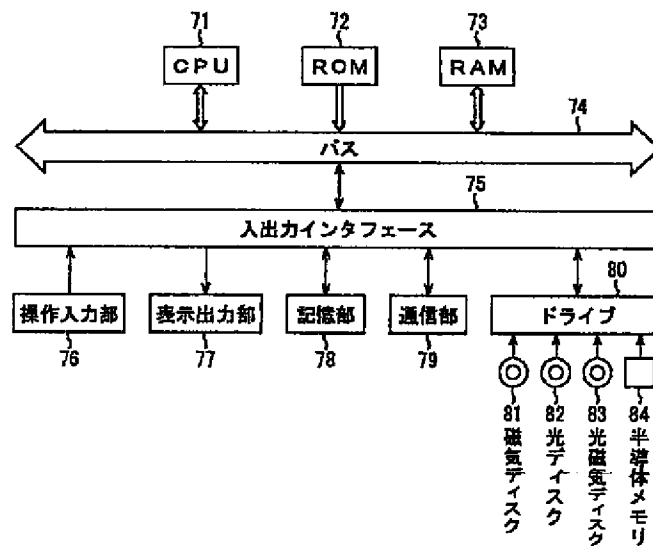 71
72
73
CPU
ROM
RAM
74
バス
75
入出力インタフェース
80
操作入力部
表示出力部
記憶部
通信部
ドライブ
76
77
78
79
81 磁気ディスク
82 光ディスク
83 光磁気ディスク
84 半導体メモリ